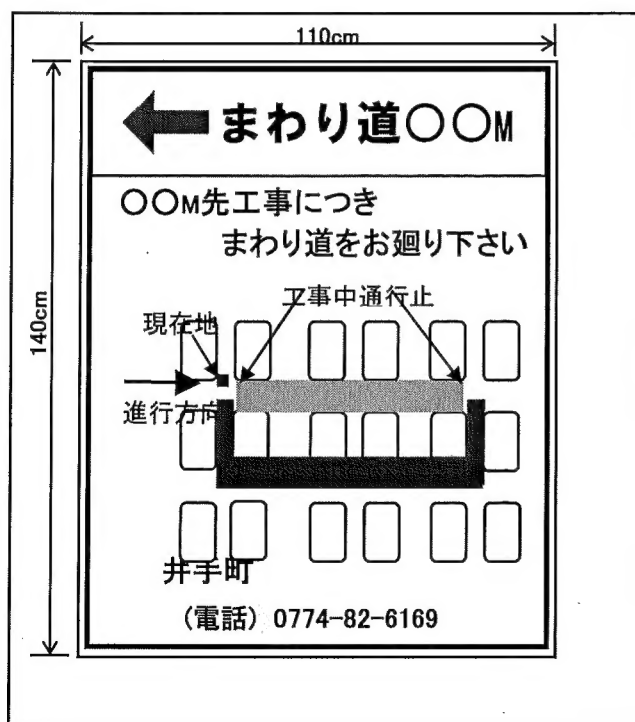 110cm
まわり道○○M
○○M先工事につき
まわり道をお廻り下さい
140cm
工事中通行止
現在地
進行方向
井手町
(電話) 0774-82-6169